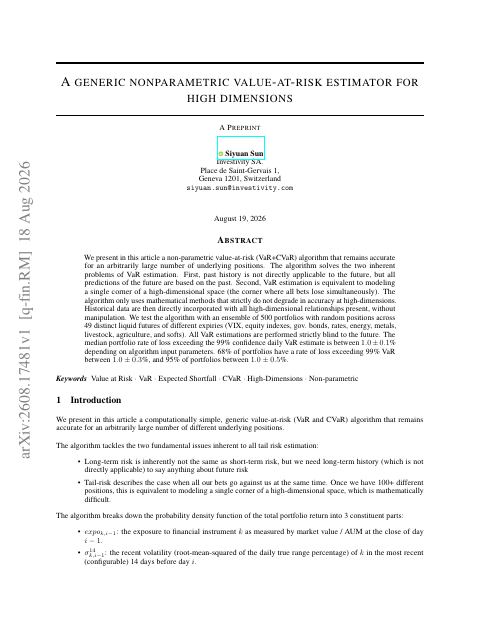 arXiv:2608.17481v1 [q-fin.RM] 18 Aug 2026
A GENERIC NONPARAMETRIC VALUE-AT-RISK ESTIMATOR FOR
HIGH DIMENSIONS
A PREPRINT
Siyuan Sun
Investivity SA.
Place de Saint-Gervais 1,
Geneva 1201, Switzerland
siyuan.sun@investivity.com
August 19, 2026
ABSTRACT
We present in this article a non-parametric value-at-risk (VaR+CVaR) algorithm that remains accurate
for an arbitrarily large number of underlying positions. The algorithm solves the two inherent
problems of VaR estimation. First, past history is not directly applicable to the future, but all
predictions of the future are based on the past. Second, VaR estimation is equivalent to modeling
a single corner of a high-dimensional space (the corner where all bets lose simultaneously). The
algorithm only uses mathematical methods that strictly do not degrade in accuracy at high-dimensions.
Historical data are then directly incorporated with all high-dimensional relationships present, without
manipulation. We test the algorithm with an ensemble of 500 portfolios with random positions across
49 distinct liquid futures of different expiries (VIX, equity indexes, gov. bonds, rates, energy, metals,
livestock, agriculture, and softs). All VaR estimations are performed strictly blind to the future. The
median portfolio rate of loss exceeding the 99% confidence daily VaR estimate is between 1.0 ± 0.1%
depending on algorithm input parameters. 68% of portfolios have a rate of loss exceeding 99% VaR
between 1.0 ± 0.3%, and 95% of portfolios between 1.0 ± 0.5%.
Keywords Value at Risk · VaR · Expected Shortfall · CVaR · High-Dimensions · Non-parametric
1 Introduction
We present in this article a computationally simple, generic value-at-risk (VaR and CVaR) algorithm that remains
accurate for an arbitrarily large number of different underlying positions.
The algorithm tackles the two fundamental issues inherent to all tail risk estimation:
• Long-term risk is inherently not the same as short-term risk, but we need long-term history (which is not
directly applicable) to say anything about future risk
• Tail-risk describes the case when all our bets go against us at the same time. Once we have 100+ different
positions, this is equivalent to modeling a single corner of a high-dimensional space, which is mathematically
difficult.
The algorithm breaks down the probability density function of the total portfolio return into 3 constituent parts:
• expo_{k,i−1}: the exposure to financial instrument k as measured by market value / AUM at the close of day
i − 1.
• σ^{14}_{k,i−1}: the recent volatility (root-mean-squared of the daily true range percentage) of k in the most recent
(configurable) 14 days before day i.